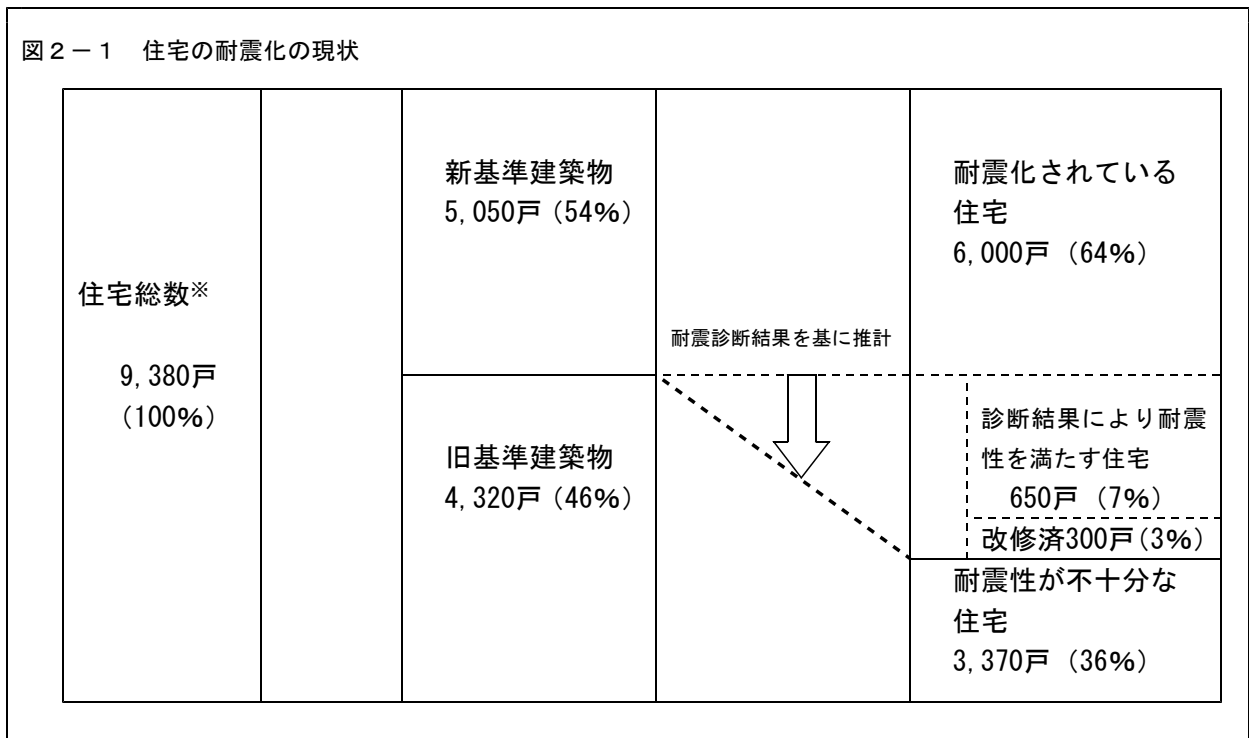 図２－１　住宅の耐震化の現状
住宅総数※
9,380戸
（100%）
新基準建築物
5,050戸（54%）
旧基準建築物
4,320戸（46%）
耐震診断結果を基に推計
耐震化されている
住宅
6,000戸（64%）
診断結果により耐震
性を満たす住宅
650戸（7%）
改修済300戸（3%）
耐震性が不十分な
住宅
3,370戸（36%）